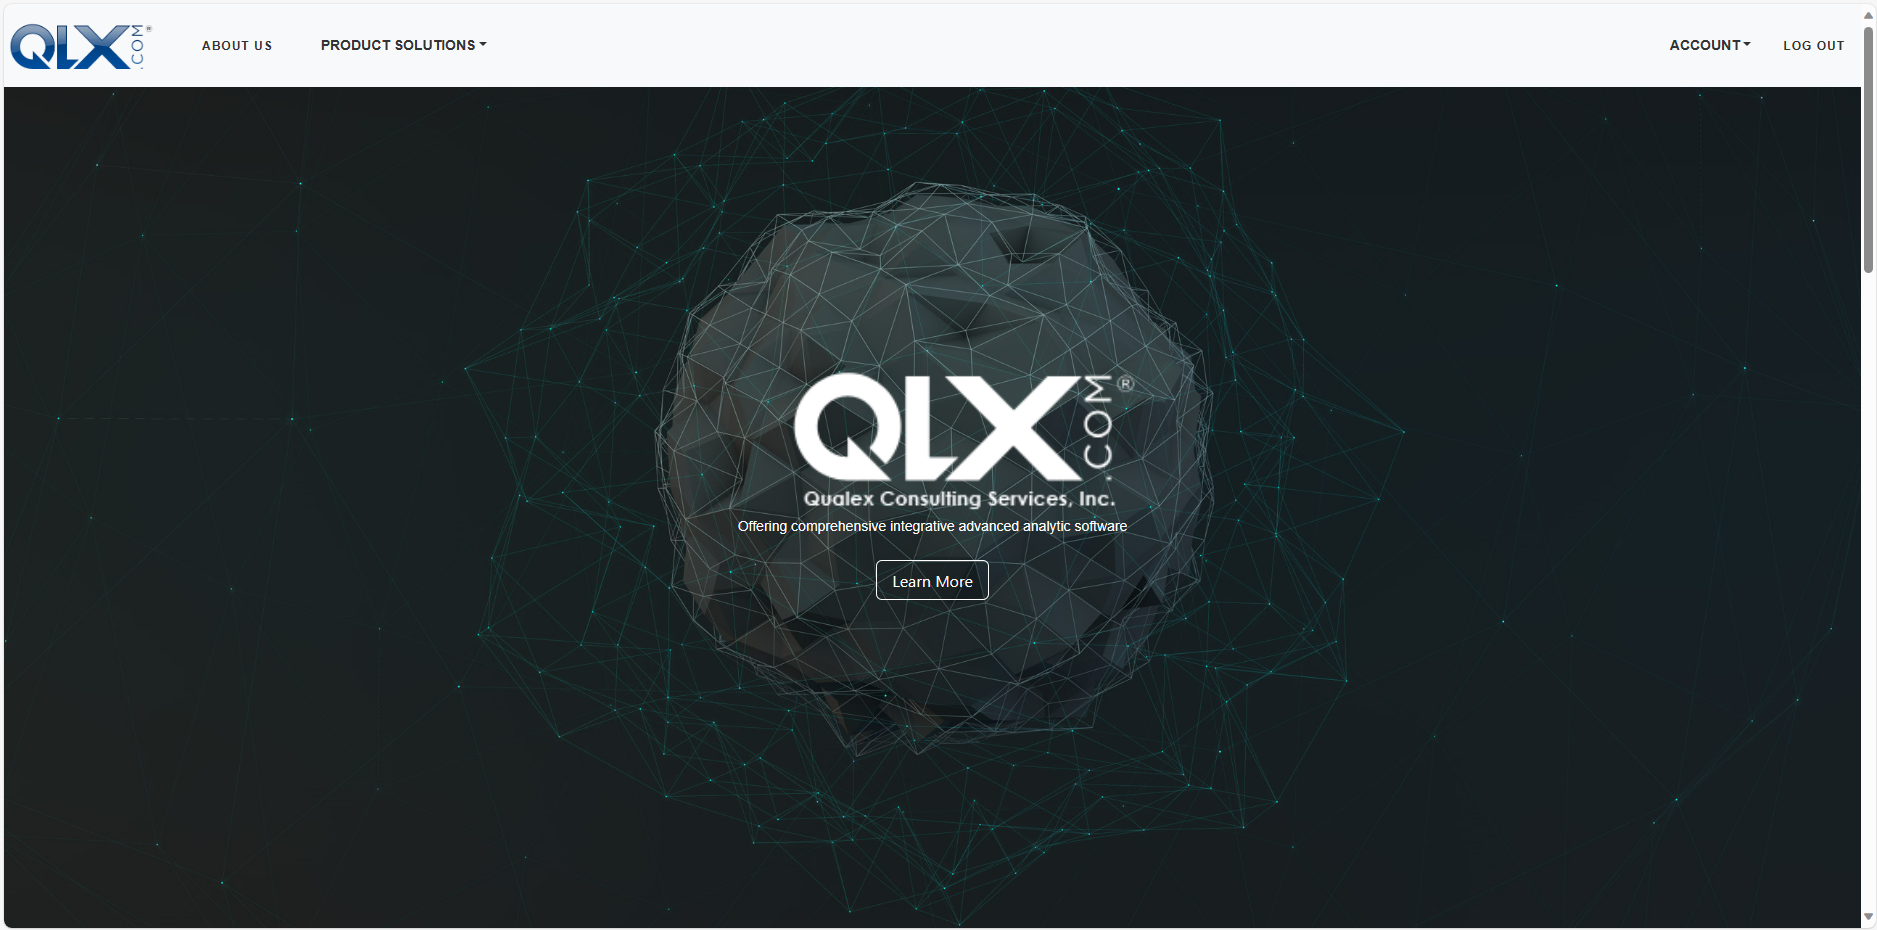 QLX.COM®
ABOUT US
PRODUCT SOLUTIONS
ACCOUNT
LOG OUT
QLX.COM®
Qualex Consulting Services, Inc.
Offering comprehensive integrative advanced analytic software
Learn More